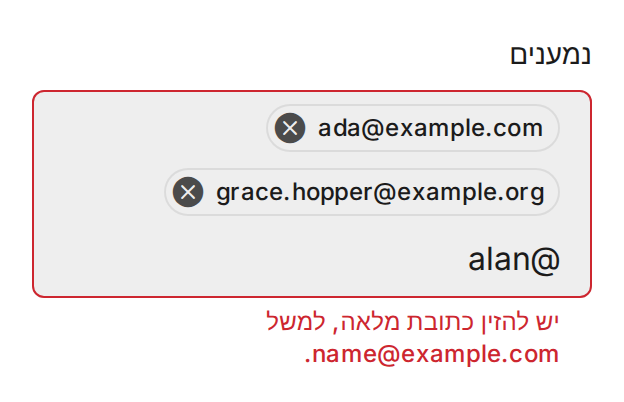 נמענים
ada@example.com
grace.hopper@example.org
alan@
יש להזין כתובת מלאה, למשל
name@example.com.